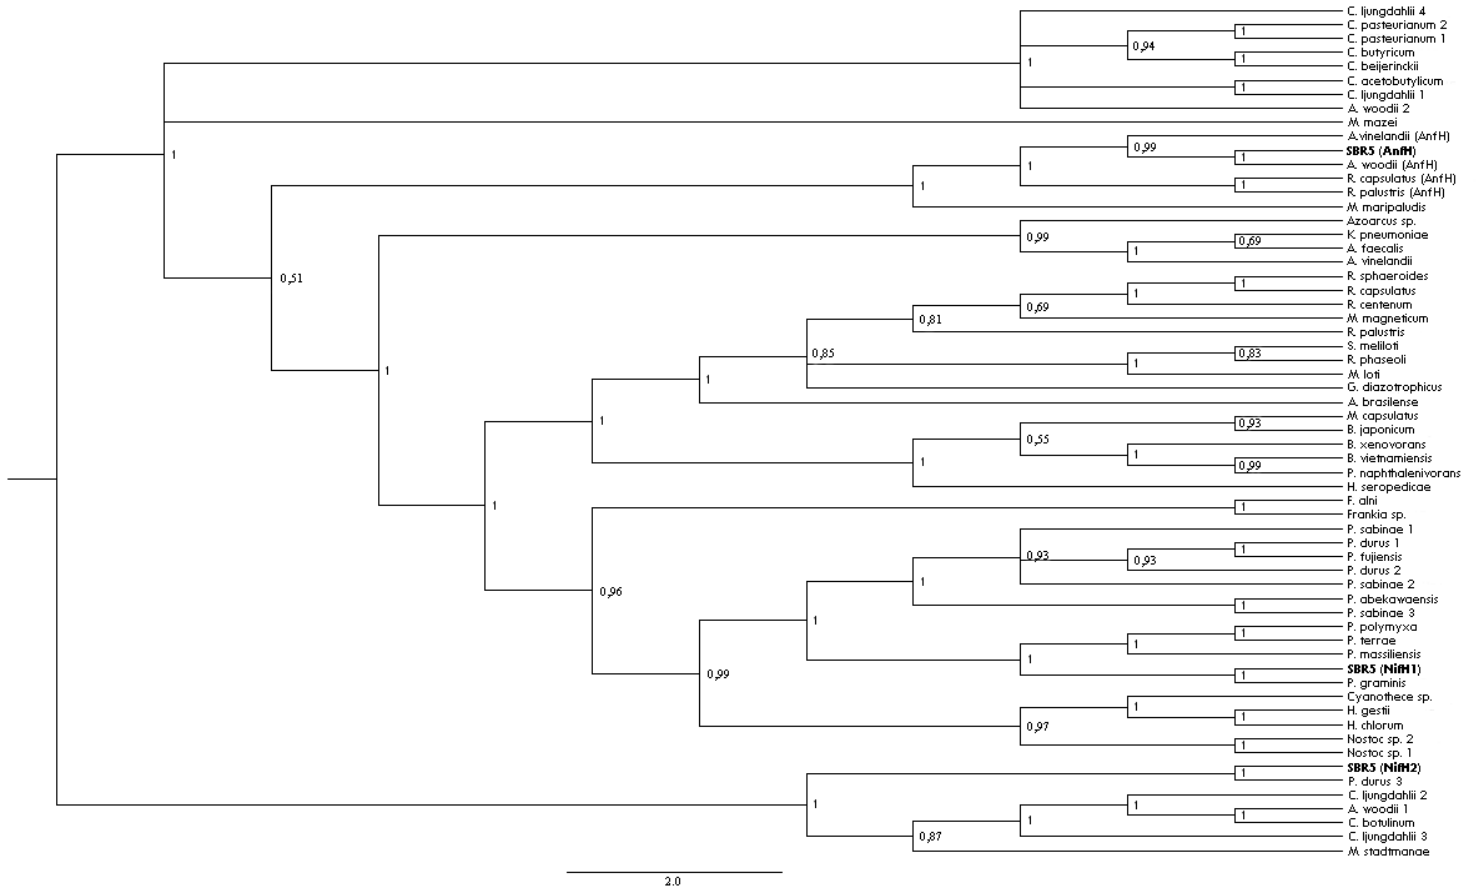 C. ljungdahlii 4
C. pasteurianum 2
1
C. pasteurianum 1
0,94
C. butyricum
1
C. beijerinckii
1
C. acetobutylicum
1
C. ljungdahlii 1
A. woodii 2
M. mazei
A.vinelandii (AnfH)
0,99
SBR5 (AnfH)
1
1
A. woodii (AnfH)
1
R. capsulatus (AnfH)
1
1
R. palustris (AnfH)
M. maripaludis
Azoarcus sp.
K. pneumoniae
0,99
0,69
A. faecalis
1
A. vinelandii
0,51
R. sphaeroides
1
R. capsulatus
1
R. centenum
0,69
M. magneticum
0,81
R. palustris
S. meliloti
0,85
0,83
R. phaseoli
1
1
M. loti
1
G. diazotrophicus
A. brasilense
M. capsulatus
1
0,93
B. japonicum
0,55
B. xenovorans
1
B. vietnamiensis
1
0,99
P. naphthalenivorans
H. seropedicae
F. alni
1
1
Frankia sp.
P. sabinae 1
P. durus 1
1
0,93
P. fujiensis
0,93
P. durus 2
1
P. sabinae 2
0,96
P. abekawaensis
1
P. sabinae 3
1
P. polymyxa
1
P. terrae
1
P. massiliensis
1
SBR5 (NifH1)
0,99
1
P. graminis
Cyanothece sp.
1
H. gestii
1
H. chlorum
0,97
Nostoc sp. 2
1
Nostoc sp. 1
SBR5 (NifH2)
1
P. durus 3
C. ljungdahlii 2
1
1
A. woodii 1
1
1
C. botulinum
0,87
C. ljungdahlii 3
M. stadtmanae
2.0